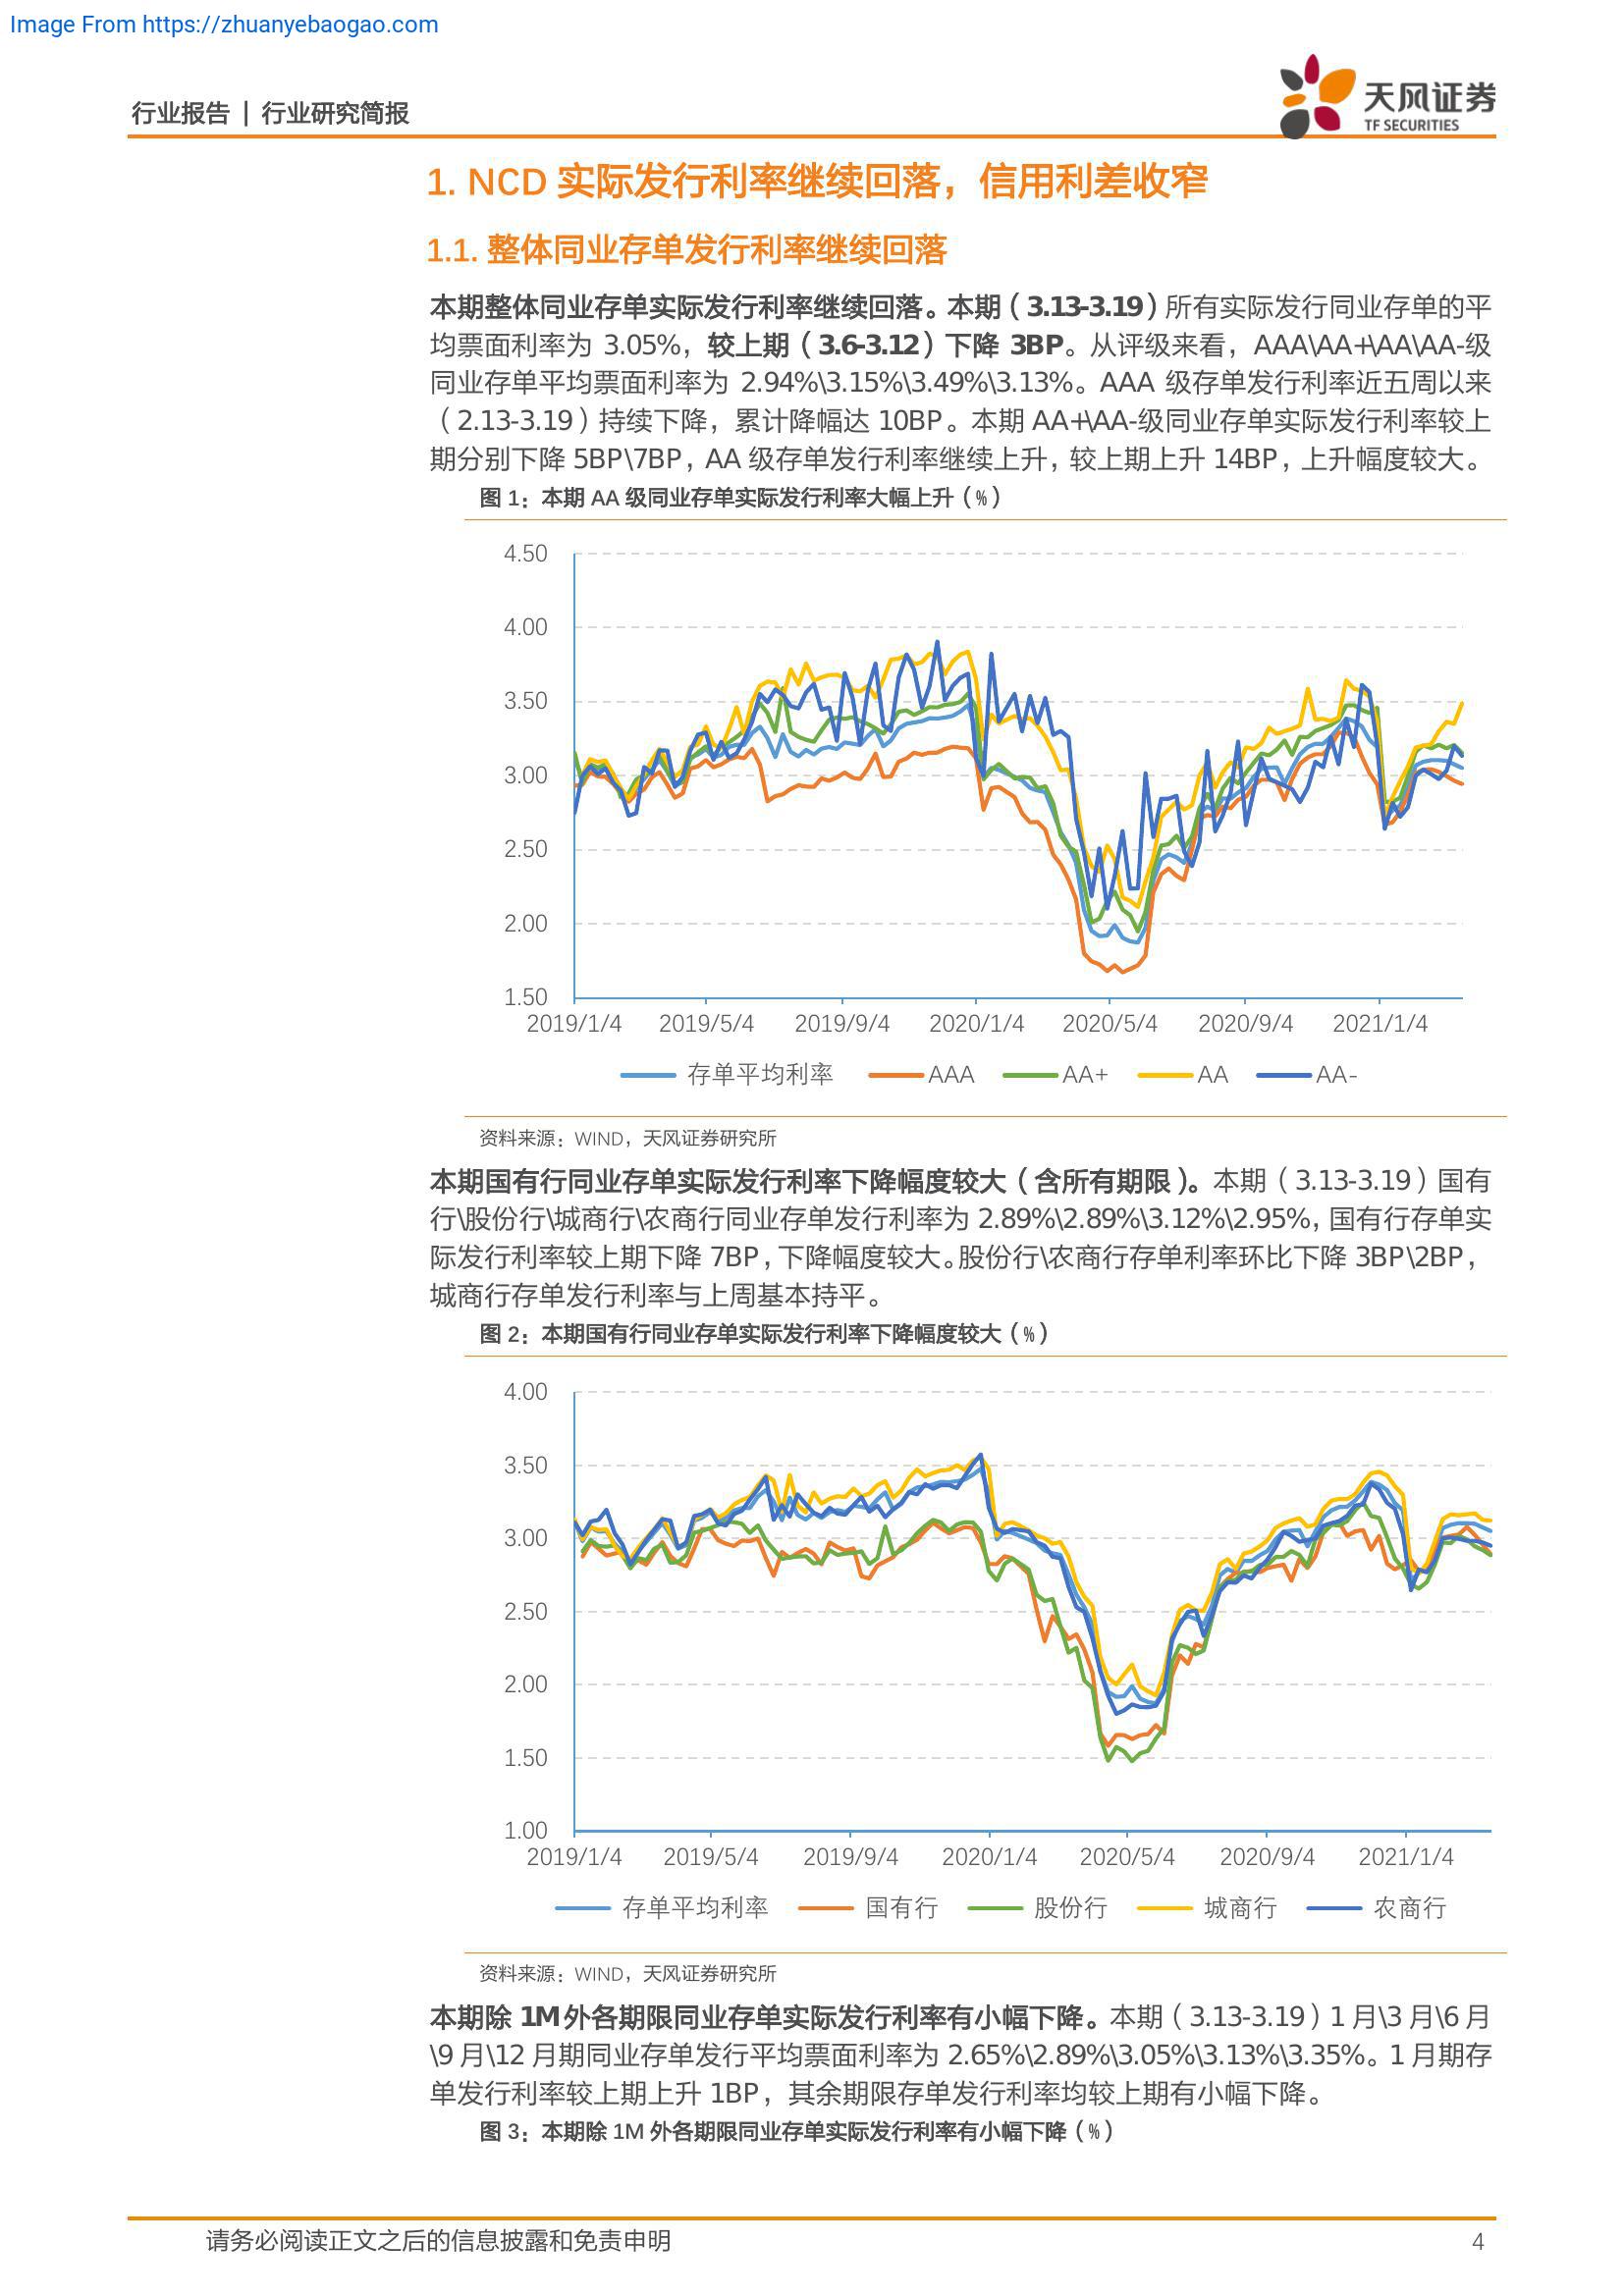 Image From https://zhuanyebaogao.com
行业报告 | 行业研究简报
天风证券
TF SECURITIES
1. NCD 实际发行利率继续回落，信用利差收窄
1.1. 整体同业存单发行利率继续回落
本期整体同业存单实际发行利率继续回落。本期（3.13-3.19）所有实际发行同业存单的平
均票面利率为 3.05%，较上期（3.6-3.12）下降 3BP。从评级来看，AAA\AA+\AA\AA-级
同业存单平均票面利率为 2.94%\3.15%\3.49%\3.13%。AAA 级存单发行利率近五周以来
（2.13-3.19）持续下降，累计降幅达 10BP。本期 AA+\AA-级同业存单实际发行利率较上
期分别下降 5BP\7BP，AA 级存单发行利率继续上升，较上期上升 14BP，上升幅度较大。
图 1：本期 AA 级同业存单实际发行利率大幅上升（%）
4.50
4.00
3.50
3.00
2.50
2.00
1.50
2019/1/4 2019/5/4 2019/9/4 2020/1/4 2020/5/4 2020/9/4 2021/1/4
存单平均利率 AAA AA+ AA AA-
资料来源：WIND，天风证券研究所
本期国有行同业存单实际发行利率下降幅度较大（含所有期限）。本期（3.13-3.19）国有
行\股份行\城商行\农商行同业存单发行利率为 2.89%\2.89%\3.12%\2.95%，国有行存单实
际发行利率较上期下降 7BP，下降幅度较大。股份行\农商行存单利率环比下降 3BP\2BP，
城商行存单发行利率与上周基本持平。
图 2：本期国有行同业存单实际发行利率下降幅度较大（%）
4.00
3.50
3.00
2.50
2.00
1.50
1.00
2019/1/4 2019/5/4 2019/9/4 2020/1/4 2020/5/4 2020/9/4 2021/1/4
存单平均利率 国有行 股份行 城商行 农商行
资料来源：WIND，天风证券研究所
本期除 1M 外各期限同业存单实际发行利率有小幅下降。本期（3.13-3.19）1 月\3 月\6 月
\9 月\12 月期同业存单发行平均票面利率为 2.65%\2.89%\3.05%\3.13%\3.35%。1 月期存
单发行利率较上期上升 1BP，其余期限存单发行利率均较上期有小幅下降。
图 3：本期除 1M 外各期限同业存单实际发行利率有小幅下降（%）
请务必阅读正文之后的信息披露和免责申明 4